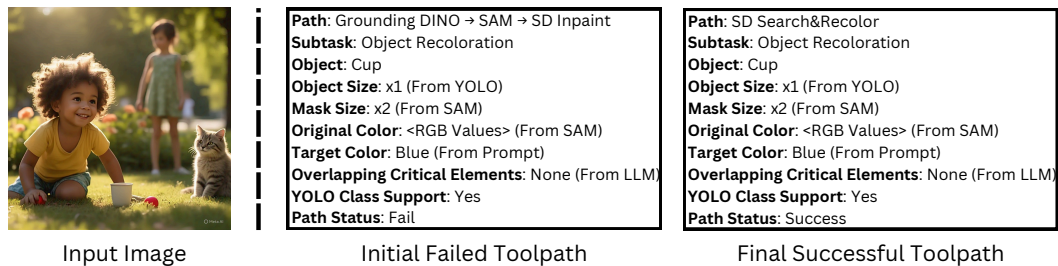 Path: Grounding DINO → SAM → SD Inpaint
Subtask: Object Recoloration
Object: Cup
Object Size: x1 (From YOLO)
Mask Size: x2 (From SAM)
Original Color: <RGB Values> (From SAM)
Target Color: Blue (From Prompt)
Overlapping Critical Elements: None (From LLM)
YOLO Class Support: Yes
Path Status: Fail
Path: SD Search&Recolor
Subtask: Object Recoloration
Object: Cup
Object Size: x1 (From YOLO)
Mask Size: x2 (From SAM)
Original Color: <RGB Values> (From SAM)
Target Color: Blue (From Prompt)
Overlapping Critical Elements: None (From LLM)
YOLO Class Support: Yes
Path Status: Success
Input Image
Initial Failed Toolpath
Final Successful Toolpath